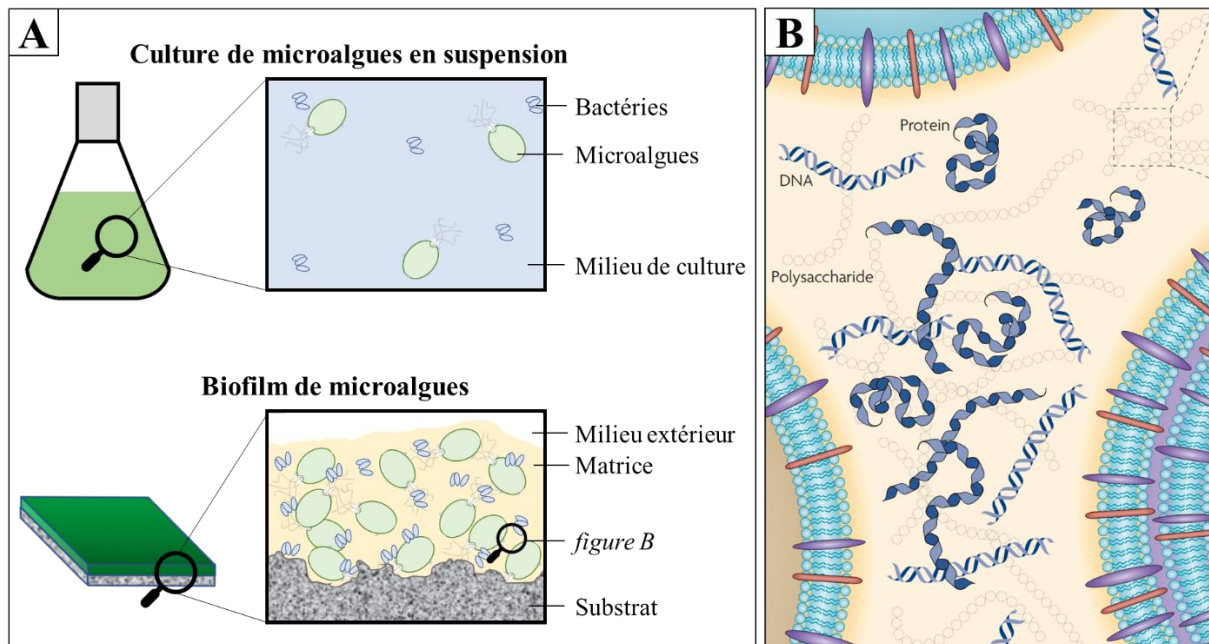 A
Culture de microalgues en suspension
Bactéries
Microalgues
Milieu de culture
Biofilm de microalgues
Milieu extérieur
Matrice
figure B
Substrat
B
Protein
DNA
Polysaccharide